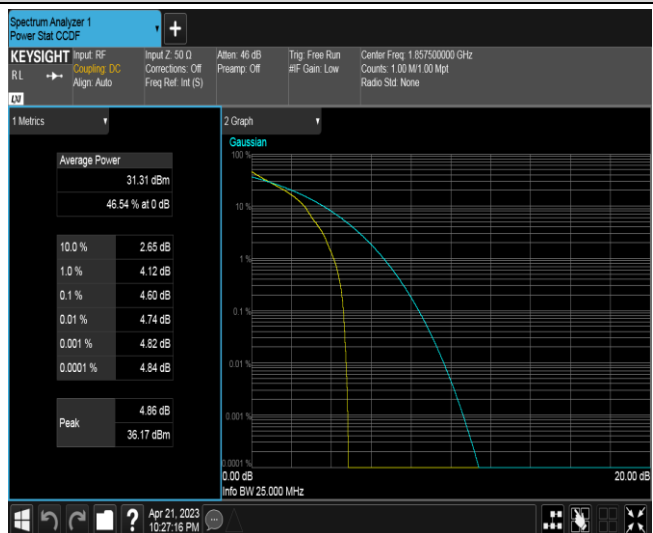 Spectrum Analyzer 1
Power Stat CCDF
KEYSIGHT
RL
LXI
Input: RF
Coupling: DC
Align: Auto
Input Z: 50 Ω
Corrections: Off
Freq Ref: Int (S)
Atten: 46 dB
Preamp: Off
Trig: Free Run
#IF Gain: Low
Center Freq: 1.857500000 GHz
Counts: 1.00 M/1.00 Mpt
Radio Std: None
1 Metrics
Average Power
31.31 dBm
46.54 % at 0 dB
10.0 % 2.65 dB
1.0 % 4.12 dB
0.1 % 4.60 dB
0.01 % 4.74 dB
0.001 % 4.82 dB
0.0001 % 4.84 dB
Peak
4.86 dB
36.17 dBm
2 Graph
Gaussian
100 %
10 %
1 %
0.1 %
0.01 %
0.001 %
0.0001 %
0.00 dB 20.00 dB
Info BW 25.000 MHz
?
Apr 21, 2023
10:27:16 PM